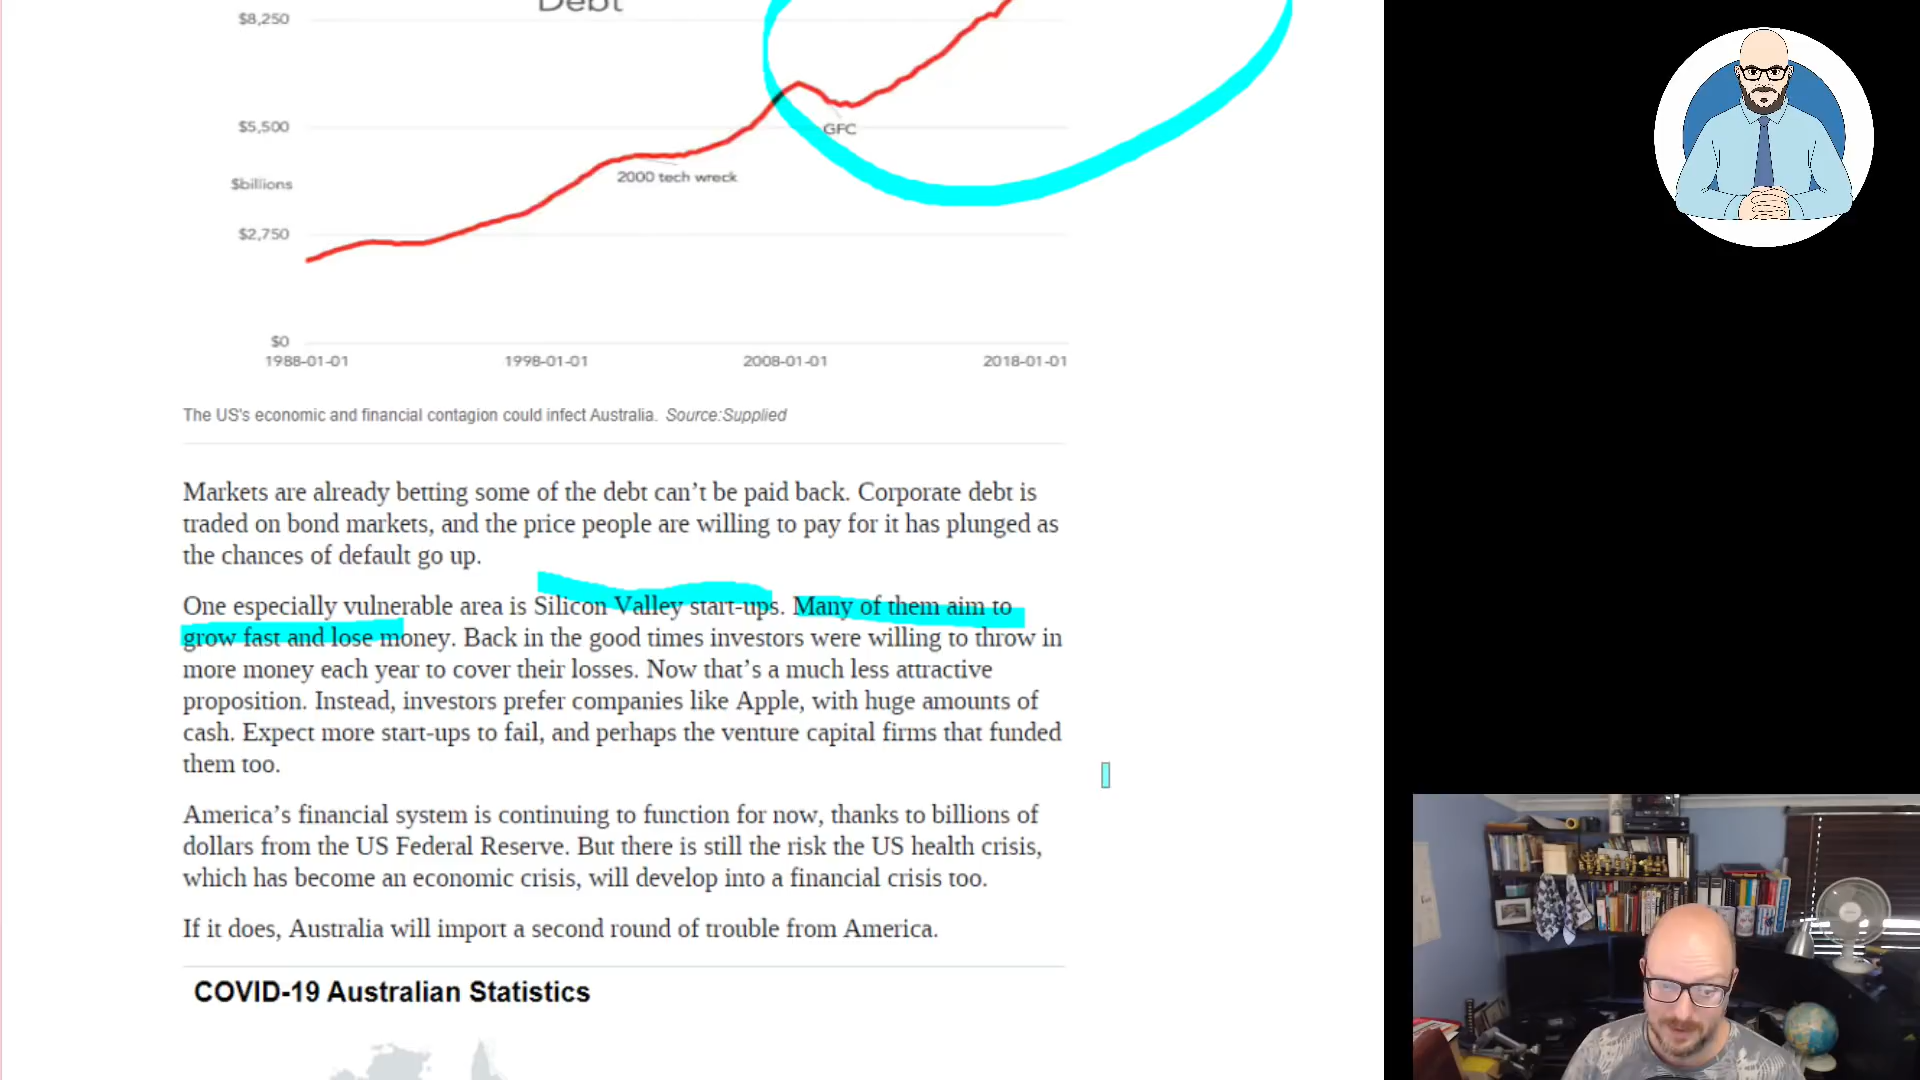 Debt
$8,250
$5,500
GFC
2000 tech wreck
$billions
$2,750
$0
1988-01-01 1998-01-01 2008-01-01 2018-01-01
The US's economic and financial contagion could infect Australia. Source:Supplied
Markets are already betting some of the debt can’t be paid back. Corporate debt is
traded on bond markets, and the price people are willing to pay for it has plunged as
the chances of default go up.
One especially vulnerable area is Silicon Valley start-ups. Many of them aim to
grow fast and lose money. Back in the good times investors were willing to throw in
more money each year to cover their losses. Now that’s a much less attractive
proposition. Instead, investors prefer companies like Apple, with huge amounts of
cash. Expect more start-ups to fail, and perhaps the venture capital firms that funded
them too.
America’s financial system is continuing to function for now, thanks to billions of
dollars from the US Federal Reserve. But there is still the risk the US health crisis,
which has become an economic crisis, will develop into a financial crisis too.
If it does, Australia will import a second round of trouble from America.
COVID-19 Australian Statistics